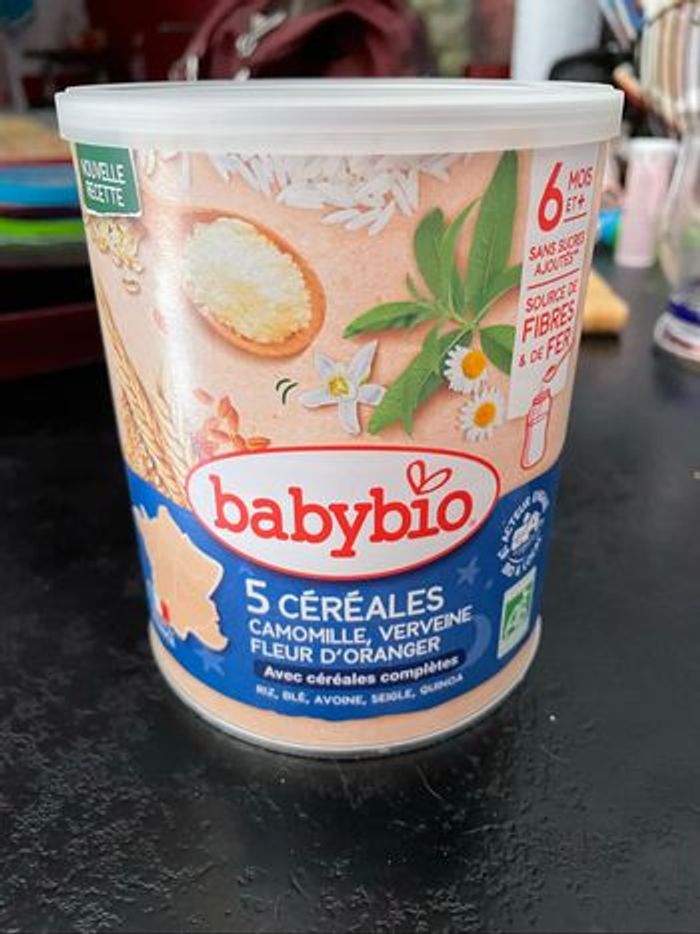 NOUVELLE
RECETTE
6 MOIS
ET+
SANS SUCRES
AJOUTÉS
SOURCE DE
FIBRES
& DE FER
babybio
5 CÉRÉALES
CAMOMILLE, VERVEINE
FLEUR D'ORANGER
Avec céréales complètes
RIZ, BLÉ, AVOINE, SEIGLE, QUINOA
AB